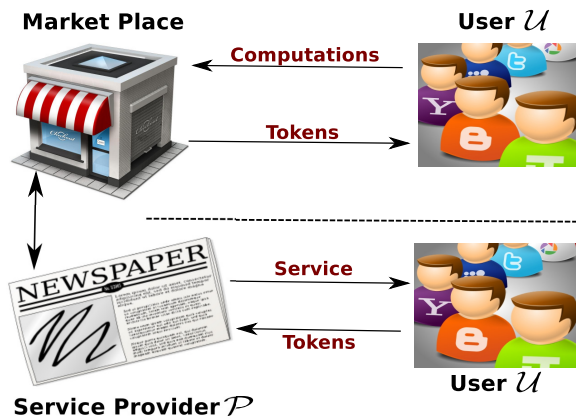 Market Place
User 𝒰
Computations
Tokens
NEWSPAPER
Service
Tokens
User 𝒰
Service Provider 𝒫